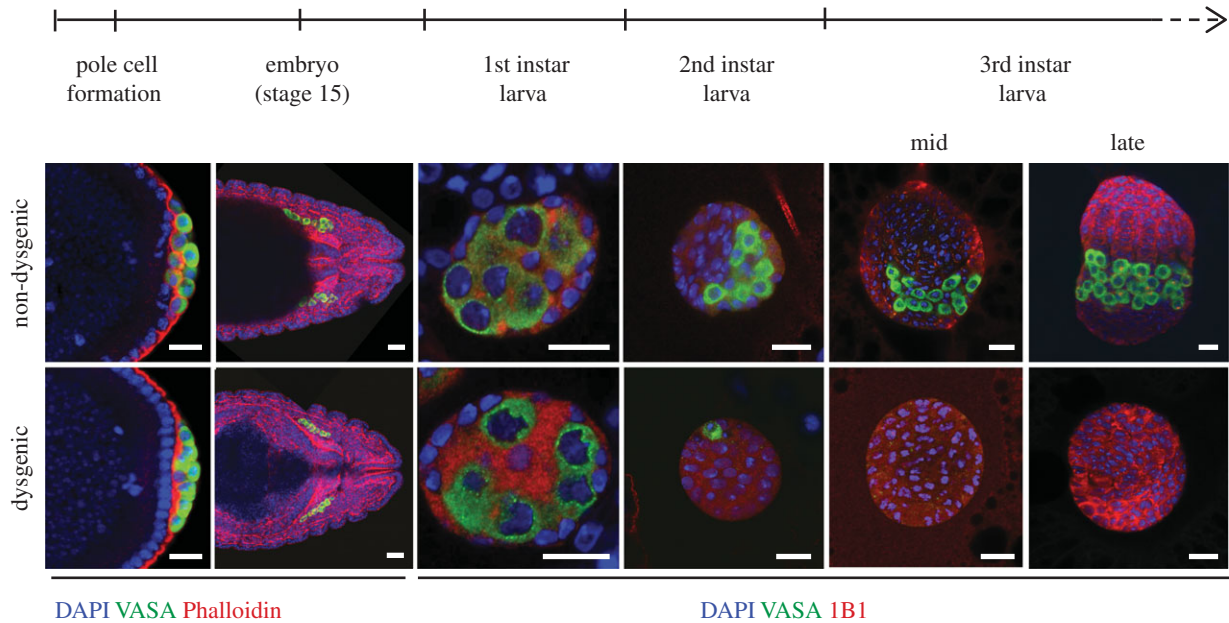 pole cell
formation
embryo
(stage 15)
1st instar
larva
2nd instar
larva
3rd instar
larva
mid
late
non-dysgenic
dysgenic
DAPI VASA Phalloidin
DAPI VASA 1B1